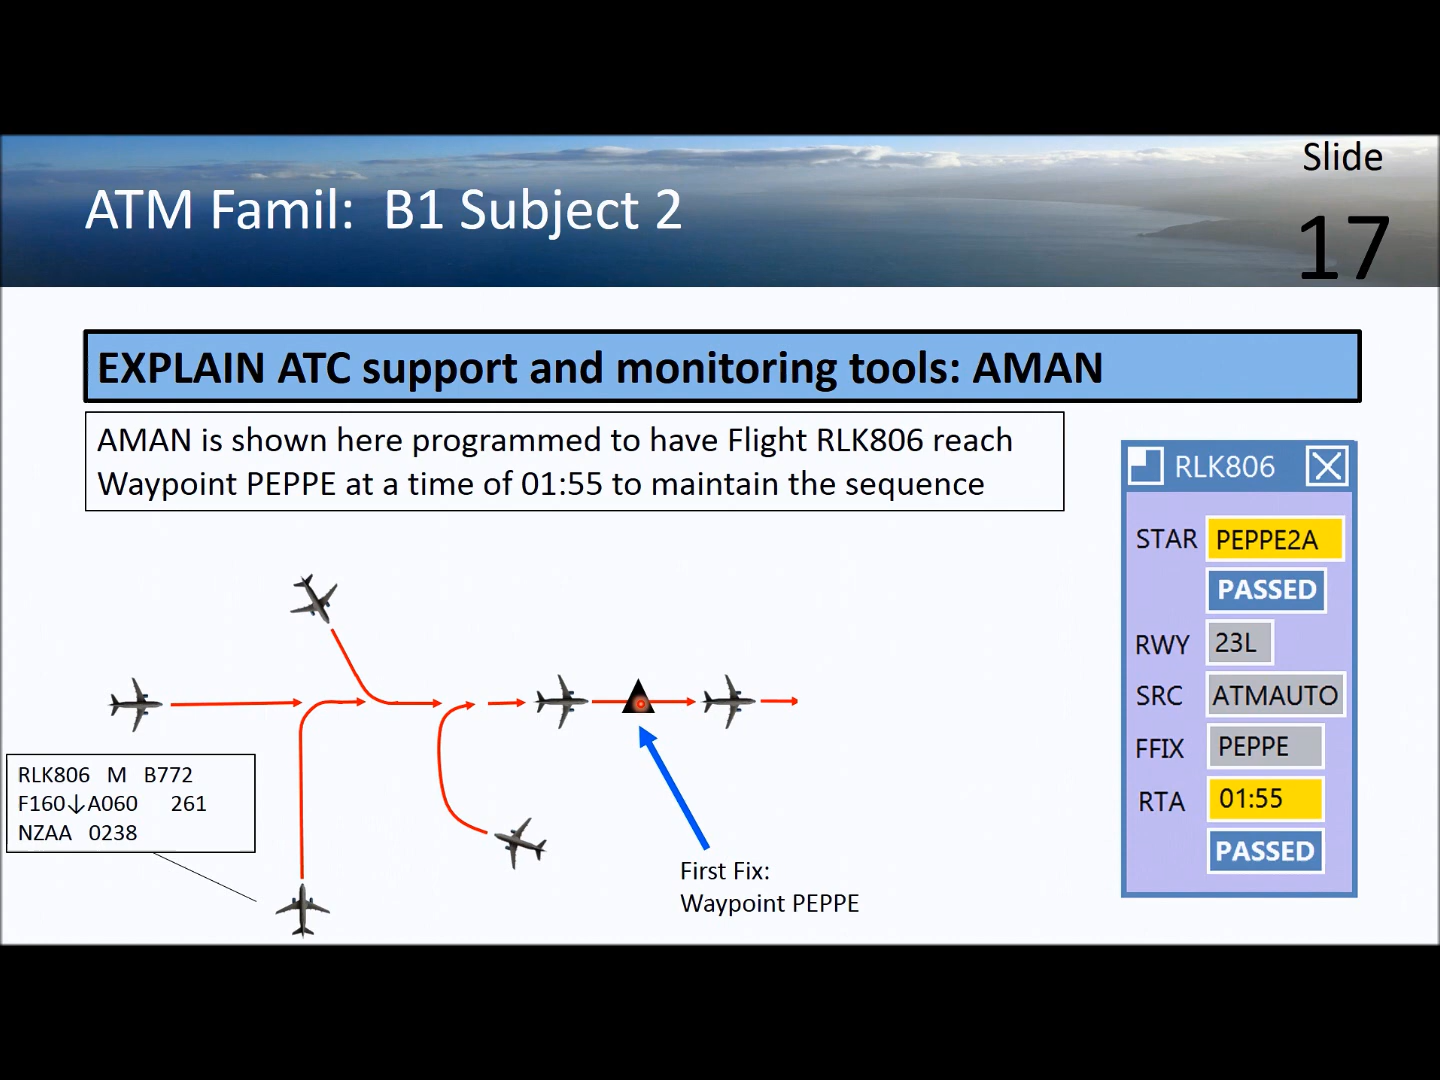 Slide
17
ATM Famil:  B1 Subject 2
EXPLAIN ATC support and monitoring tools: AMAN
AMAN is shown here programmed to have Flight RLK806 reach
Waypoint PEPPE at a time of 01:55 to maintain the sequence
RLK806 M B772
F160↓A060 261
NZAA 0238
First Fix:
Waypoint PEPPE
RLK806
STAR PEPPE2A
PASSED
RWY 23L
SRC ATMAUTO
FFIX PEPPE
RTA 01:55
PASSED